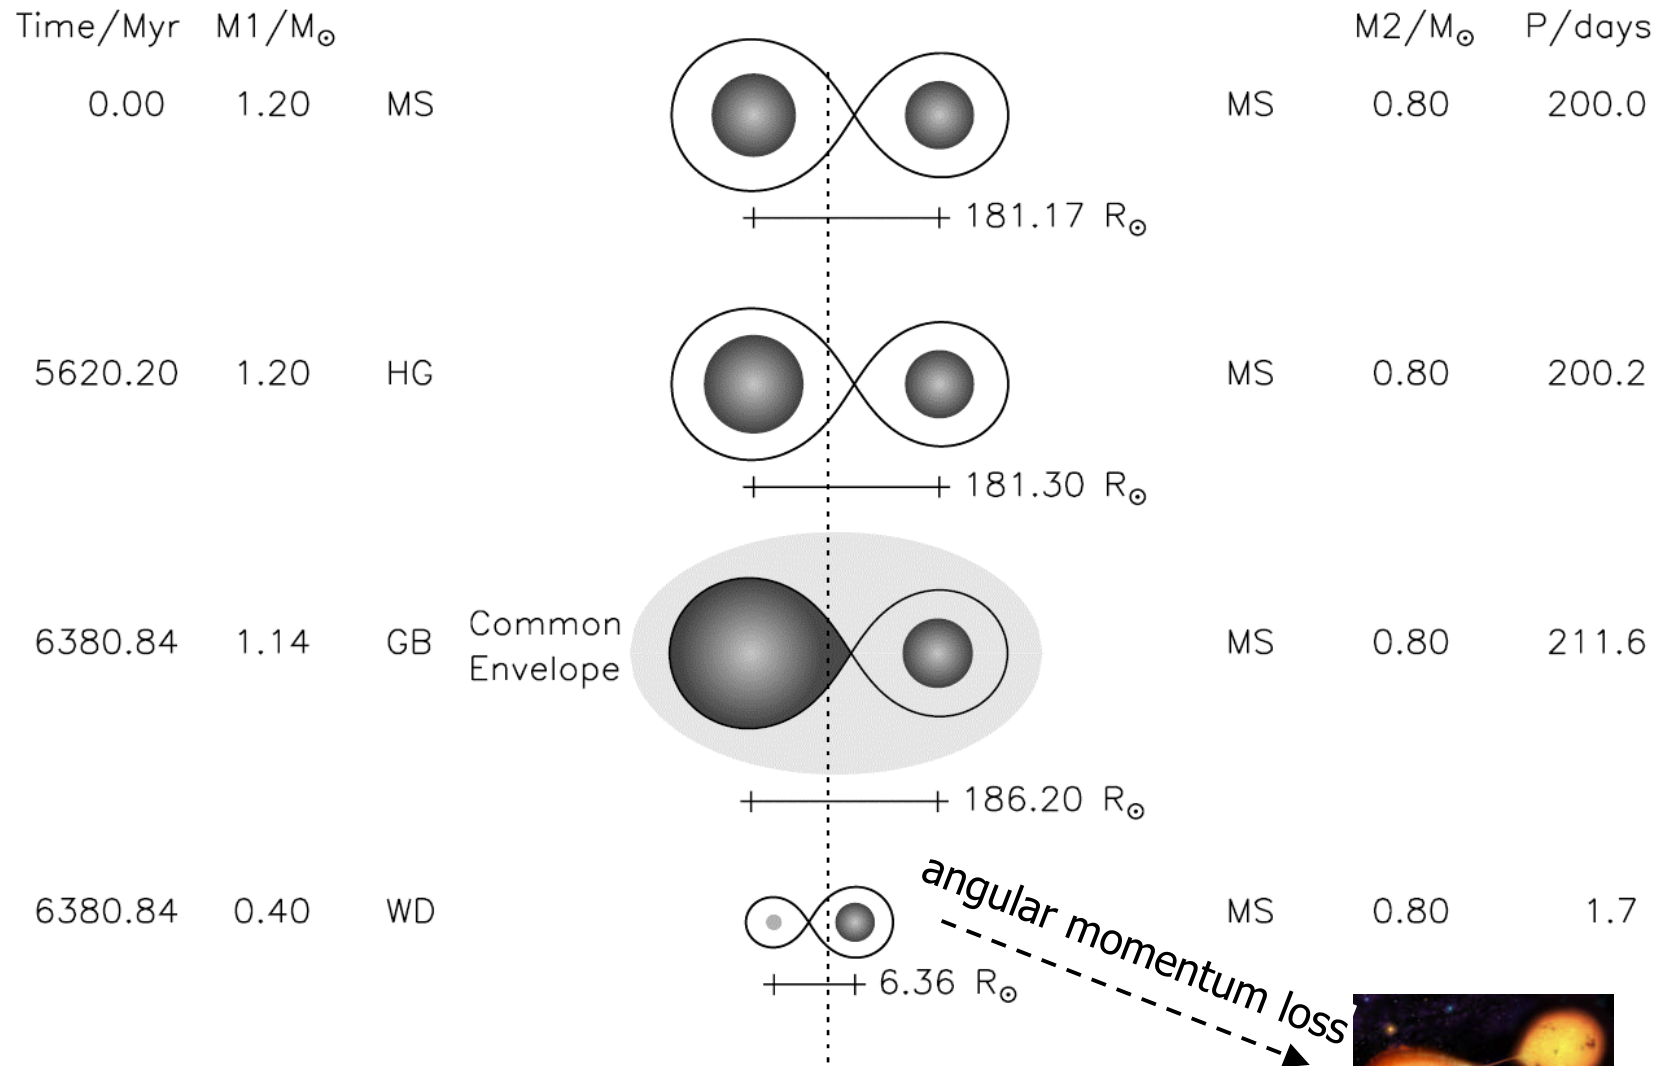 Time/Myr M1/M☉ M2/M☉ P/days
0.00 1.20 MS MS 0.80 200.0
181.17 R☉
5620.20 1.20 HG MS 0.80 200.2
181.30 R☉
Common
6380.84 1.14 GB MS 0.80 211.6
Envelope
186.20 R☉
6380.84 0.40 WD MS 0.80 1.7
6.36 R☉
angular momentum loss